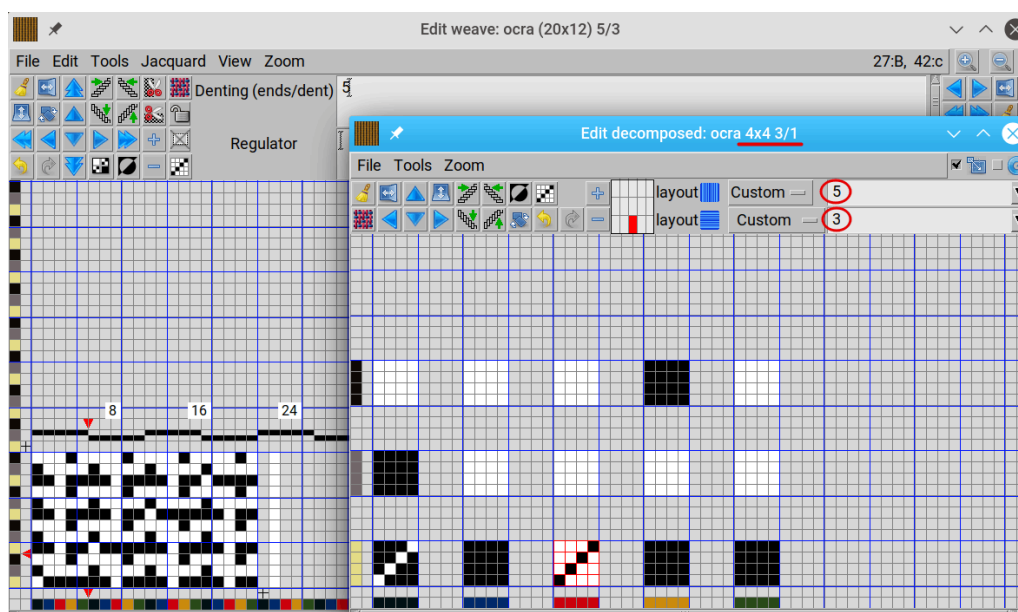 Edit weave: ocra (20x12) 5/3
File Edit Tools Jacquard View Zoom
27:B, 42:c
Denting (ends/dent) 5
Regulator
Edit decomposed: ocra 4x4 3/1
File Tools Zoom
layout Custom 5
layout Custom 3
8 16 24